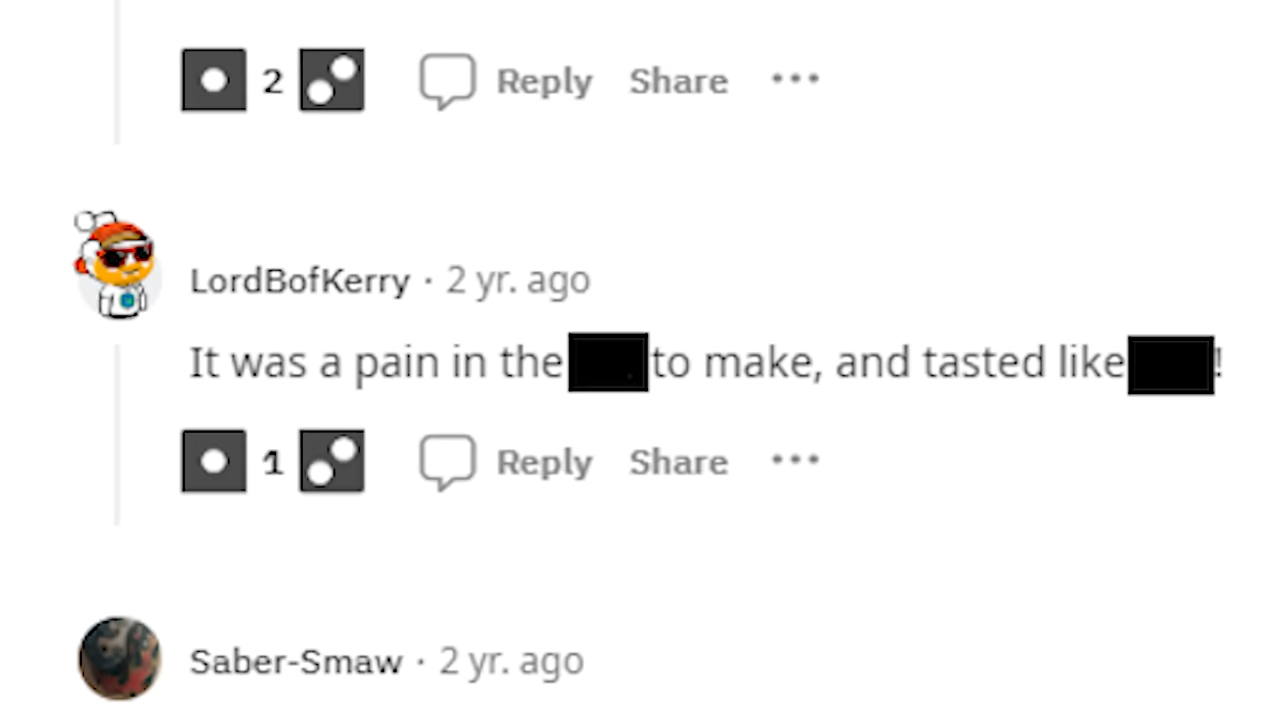 2 Reply Share •••
LordBofKerry · 2 yr. ago
It was a pain in the to make, and tasted like !
1 Reply Share •••
Saber-Smaw · 2 yr. ago